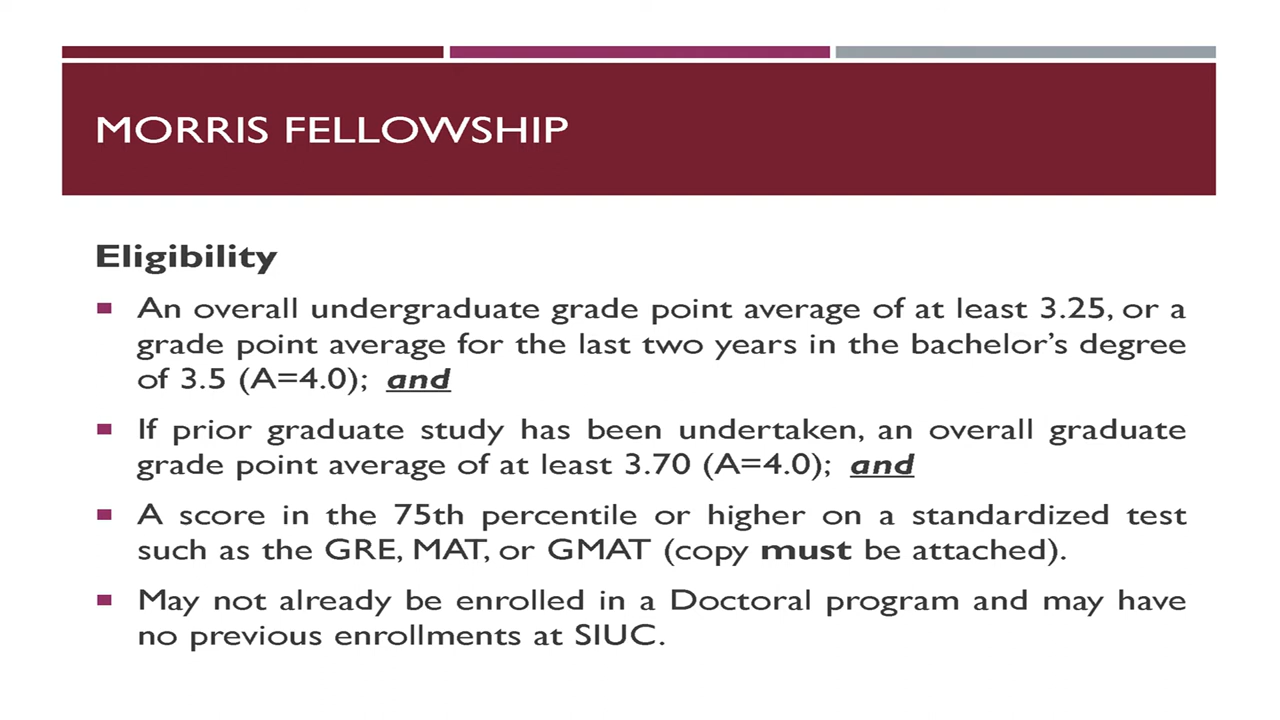 MORRIS FELLOWSHIP
Eligibility
An overall undergraduate grade point average of at least 3.25, or a
grade point average for the last two years in the bachelor's degree
of 3.5 (A=4.0); and
If prior graduate study has been undertaken, an overall graduate
grade point average of at least 3.70 (A=4.0); and
A score in the 75th percentile or higher on a standardized test
such as the GRE, MAT, or GMAT (copy must be attached).
May not already be enrolled in a Doctoral program and may have
no previous enrollments at SIUC.